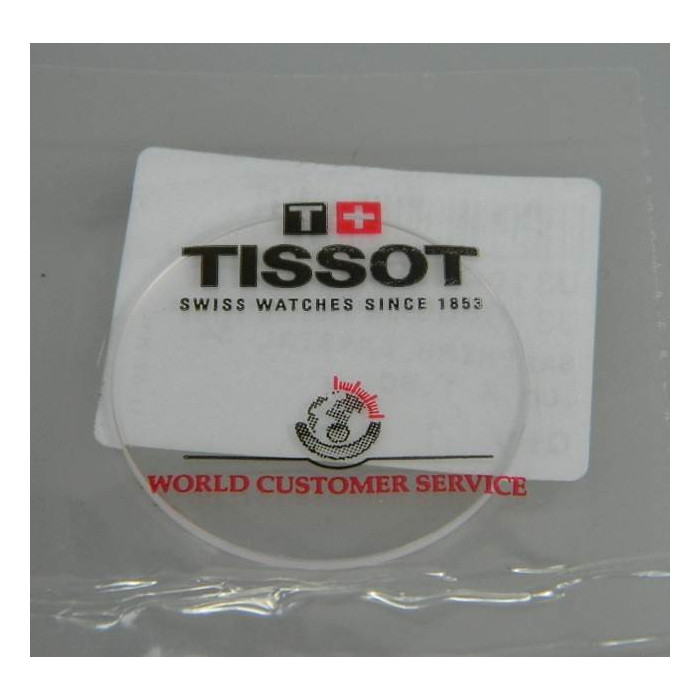 T
TISSOT
SWISS WATCHES SINCE 1853
WORLD CUSTOMER SERVICE